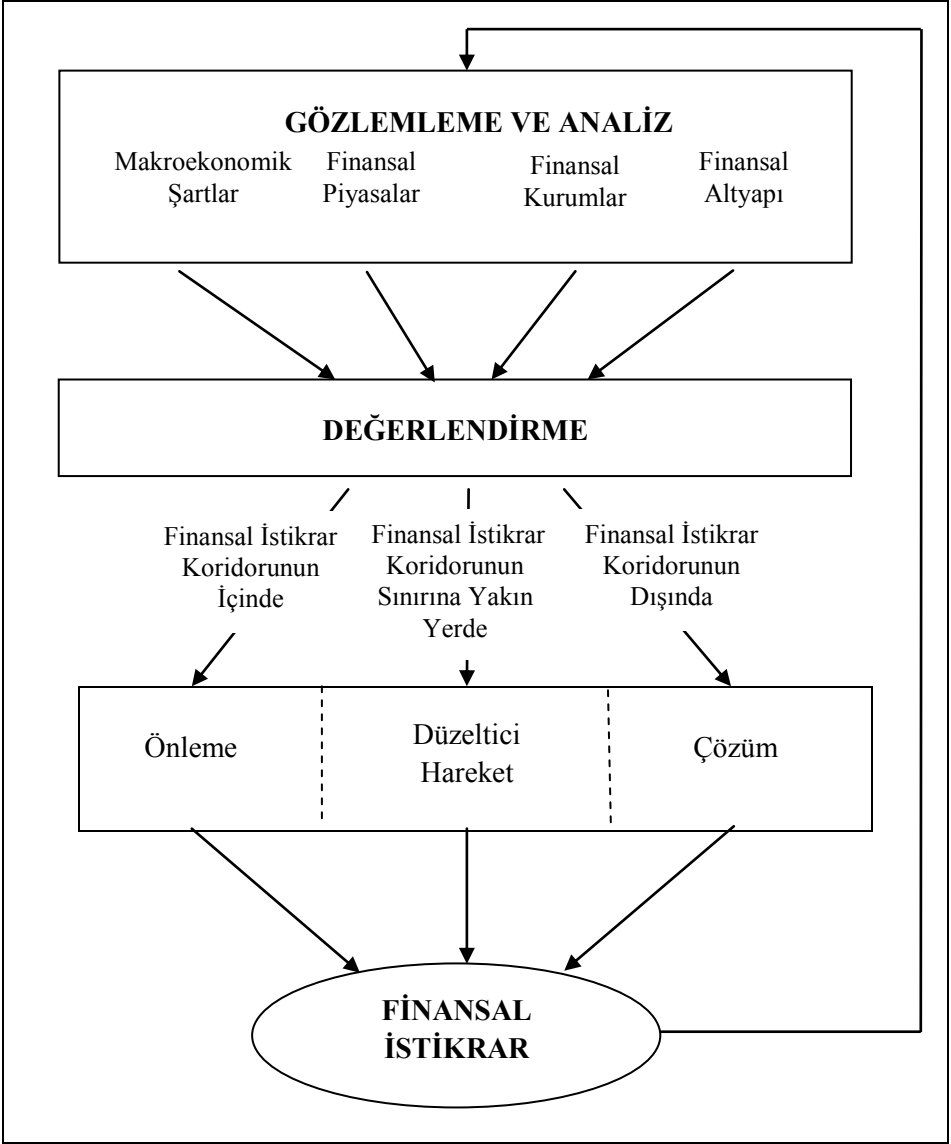 GÖZLEMLEME VE ANALİZ
Makroekonomik
Şartlar
Finansal
Piyasalar
Finansal
Kurumlar
Finansal
Altyapı
DEĞERLENDİRME
Finansal İstikrar
Koridorunun
İçinde
Finansal İstikrar
Koridorunun
Sınırına Yakın
Yerde
Finansal İstikrar
Koridorunun
Dışında
Önleme
Düzeltici
Hareket
Çözüm
FİNANSAL
İSTİKRAR